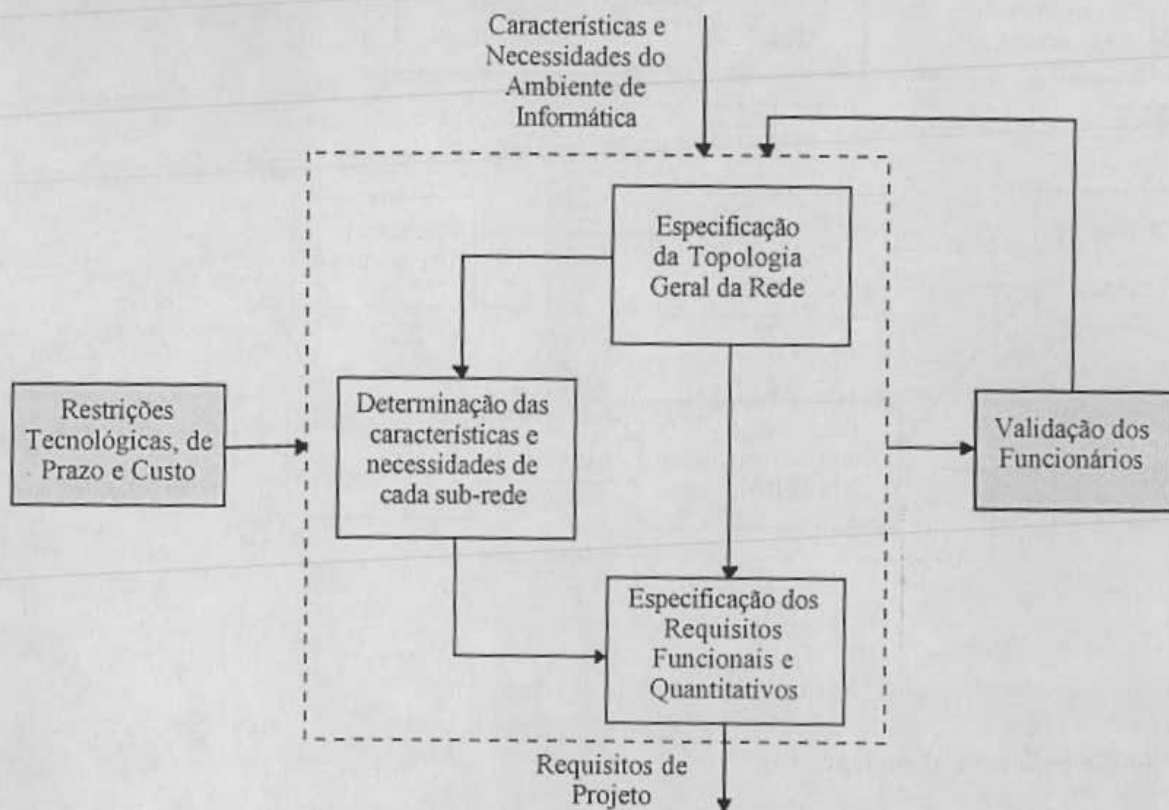 Características e
Necessidades do
Ambiente de
Informática
Especificação
da Topologia
Geral da Rede
Restrições
Tecnológicas, de
Prazo e Custo
Determinação das
características e
necessidades de
cada sub-rede
Validação dos
Funcionários
Especificação dos
Requisitos
Funcionais e
Quantitativos
Requisitos de
Projeto